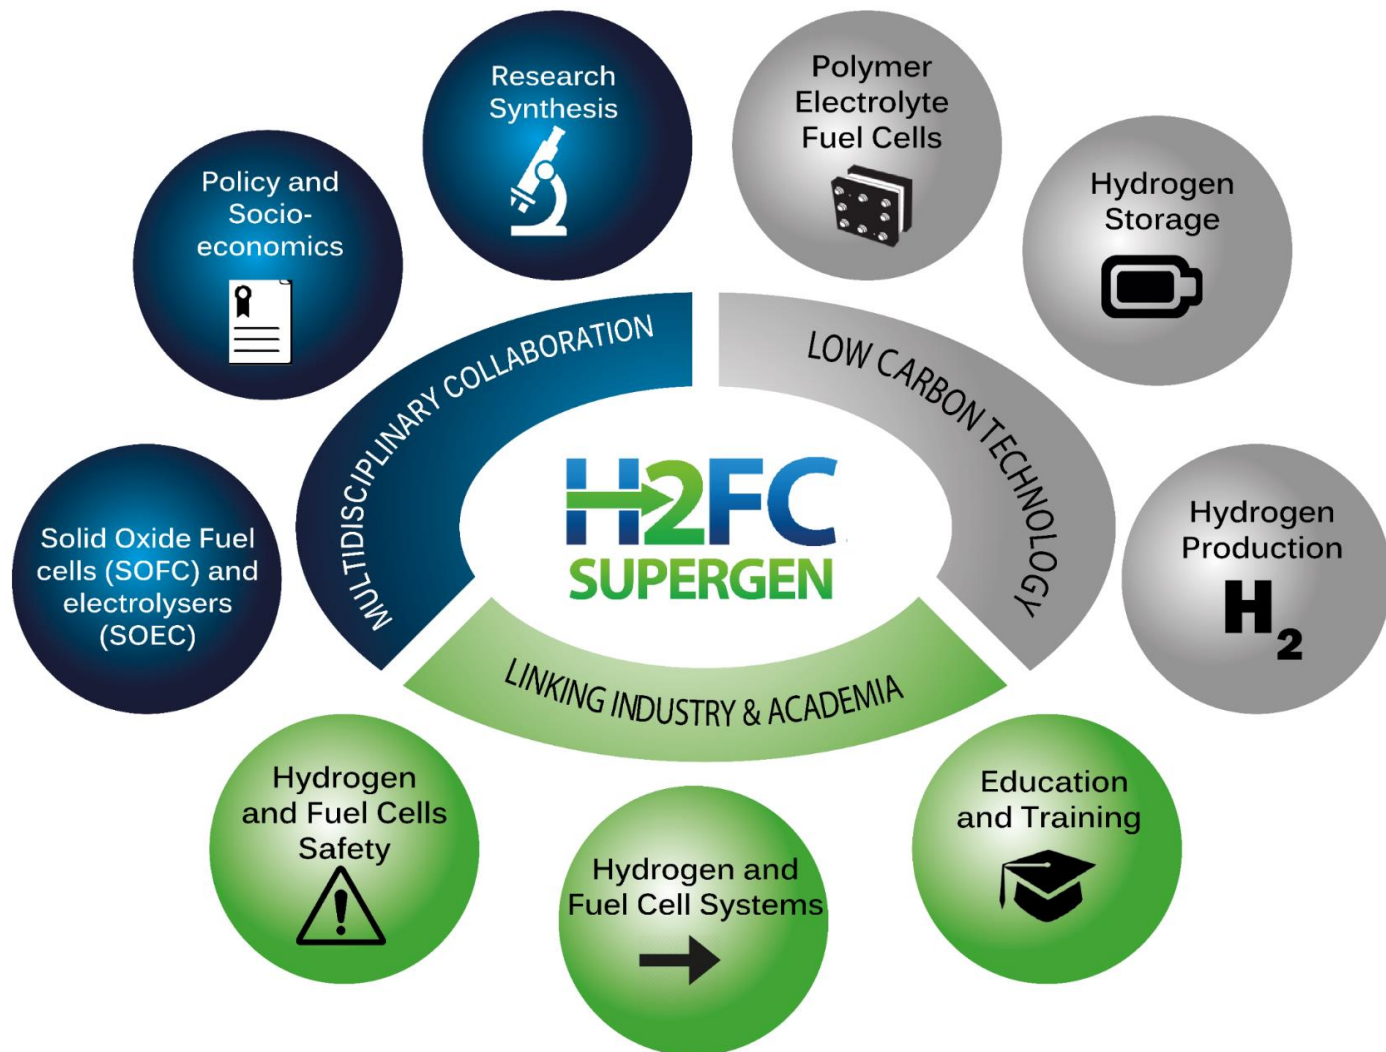 Research
Synthesis
Polymer
Electrolyte
Fuel Cells
Policy and
Socio-
economics
Hydrogen
Storage
MULTIDISCIPLINARY COLLABORATION
LOW CARBON TECHNOLOGY
H2FC
SUPERGEN
Solid Oxide Fuel
cells (SOFC) and
electrolysers
(SOEC)
Hydrogen
Production
H2
LINKING INDUSTRY & ACADEMIA
Hydrogen
and Fuel Cells
Safety
Hydrogen and
Fuel Cell Systems
Education
and Training